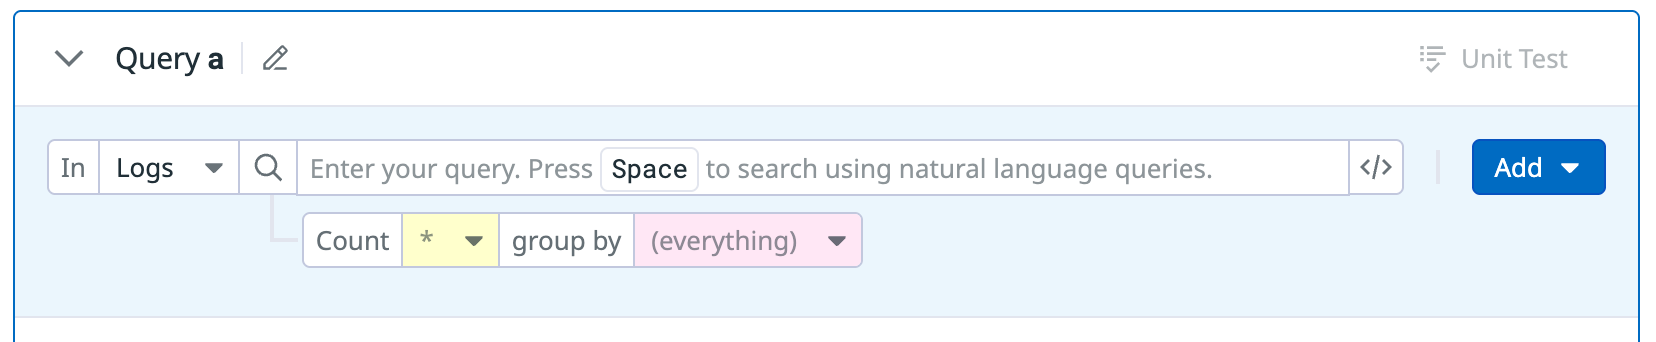 Query a
Unit Test
In Logs Enter your query. Press Space to search using natural language queries. </> Add
Count * group by (everything)